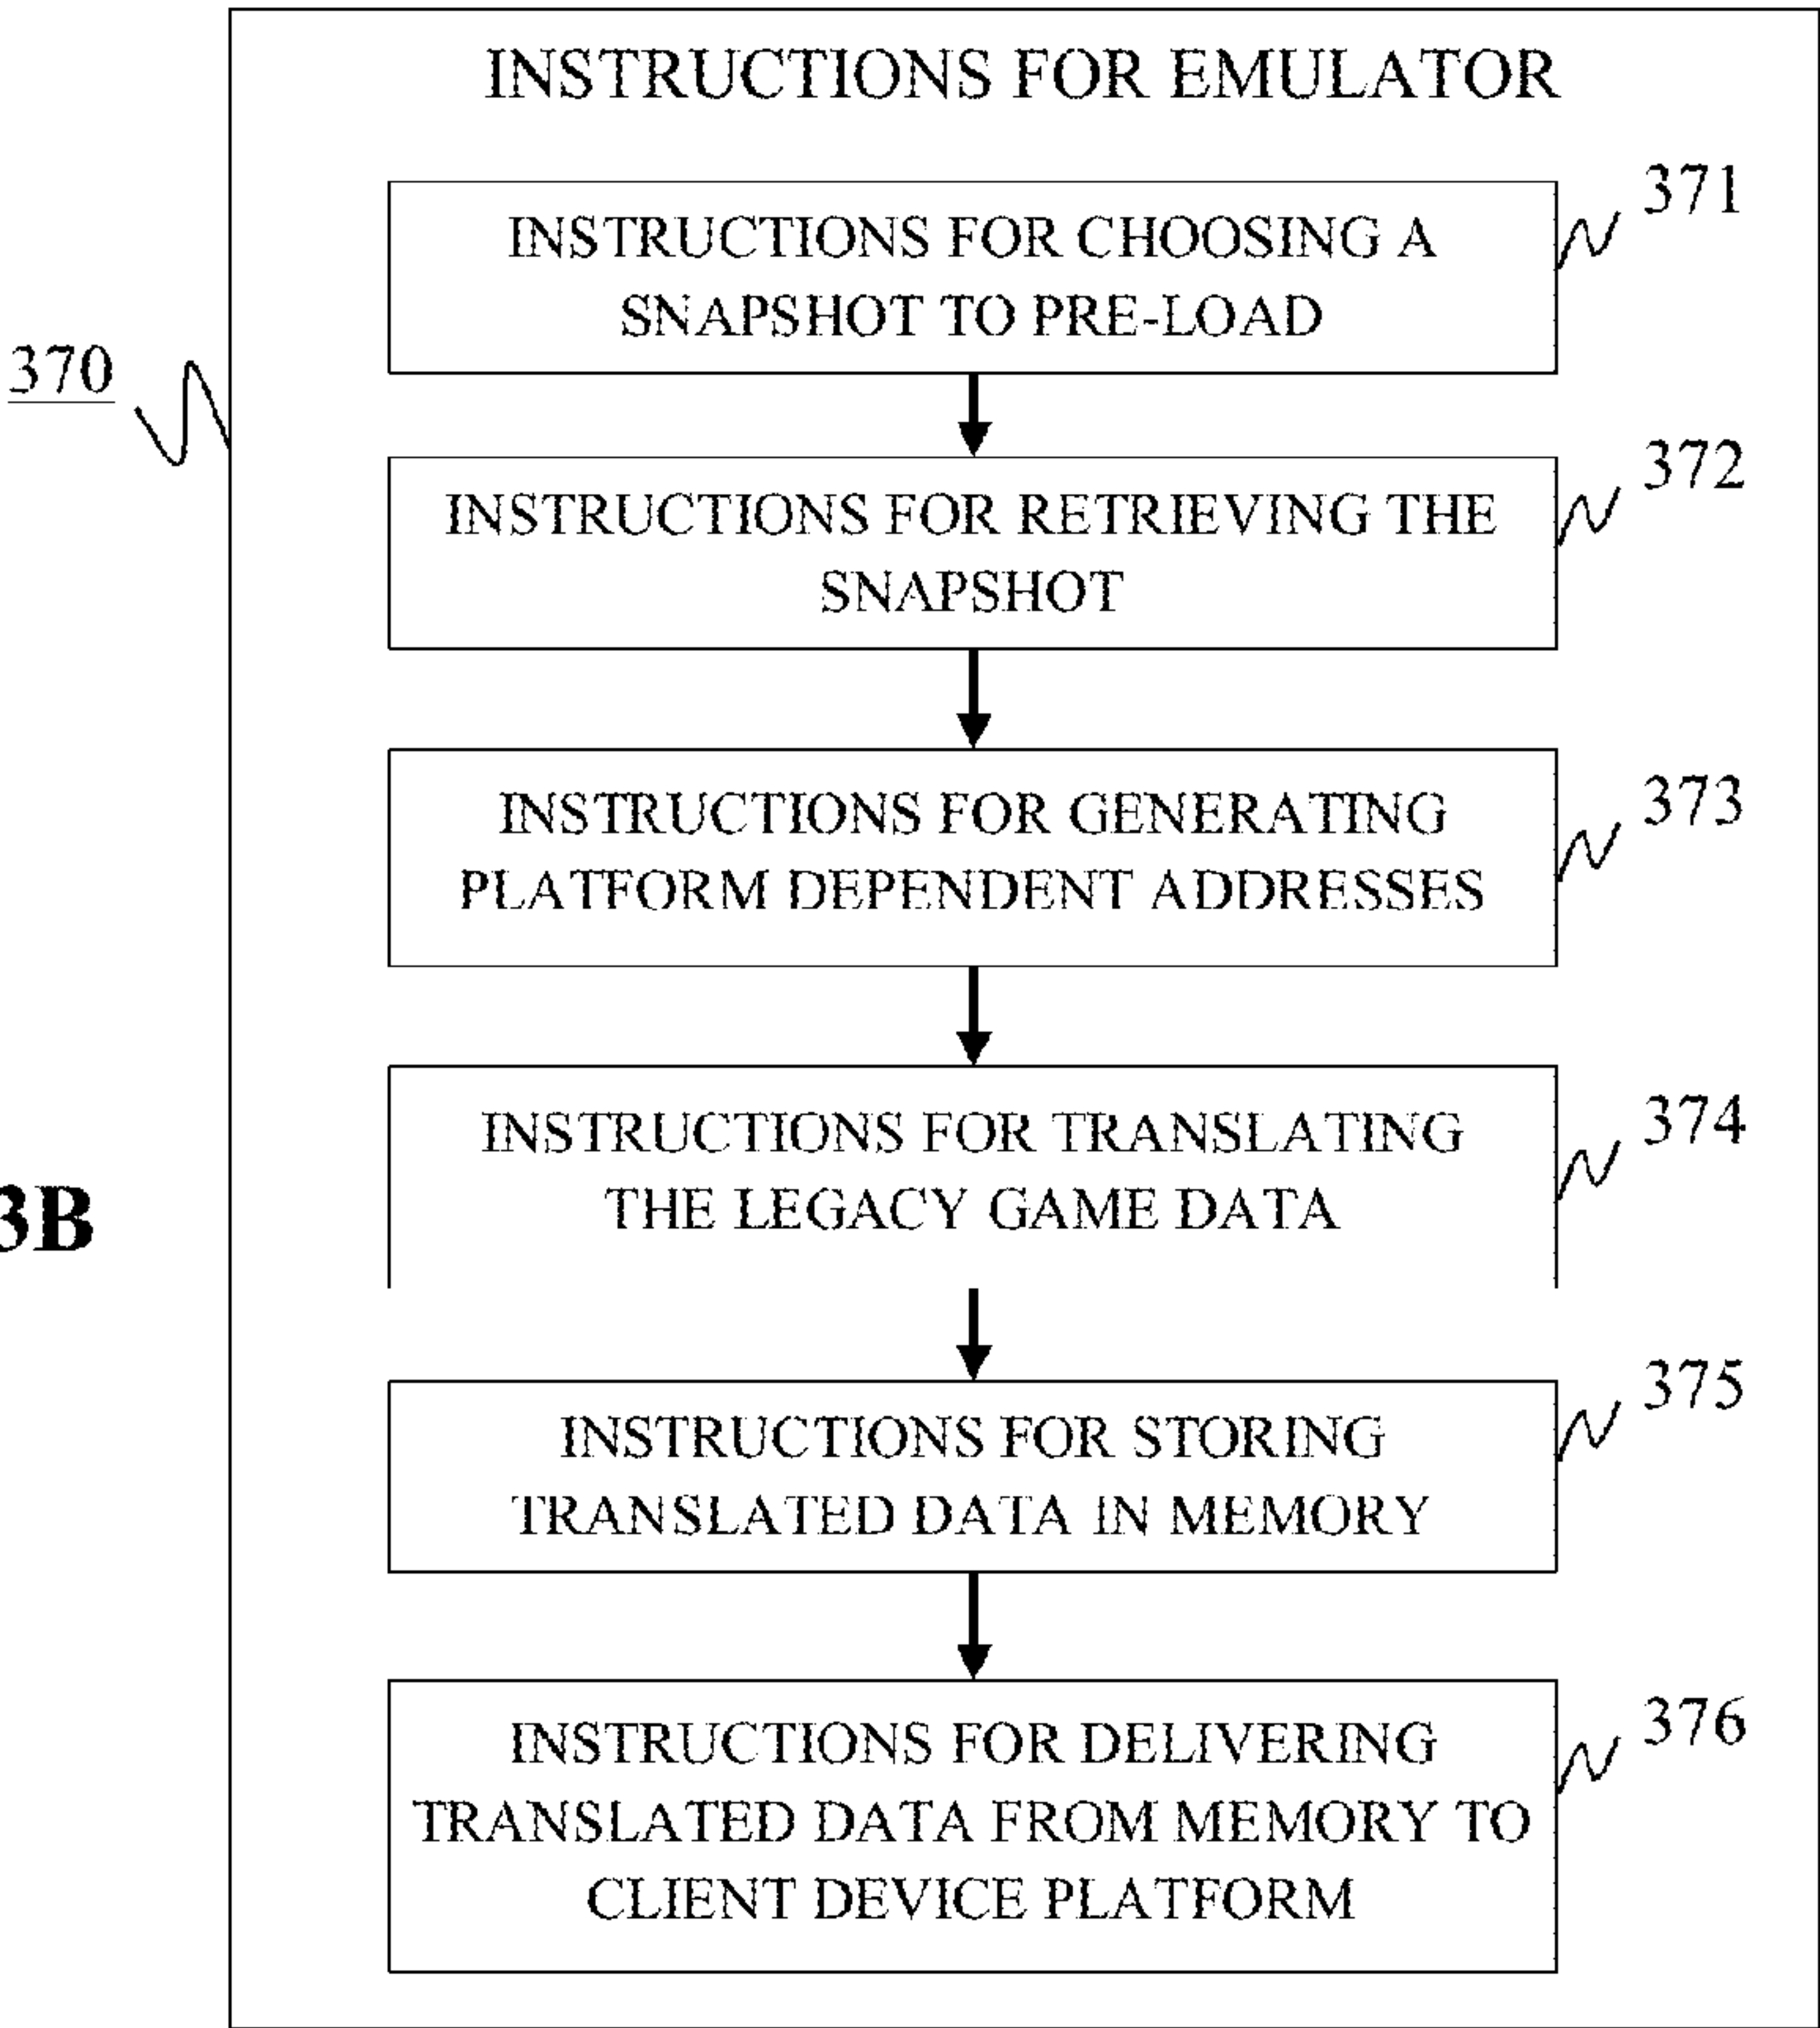 INSTRUCTIONS FOR EMULATOR
371
INSTRUCTIONS FOR CHOOSING A
SNAPSHOT TO PRE-LOAD
370
372
INSTRUCTIONS FOR RETRIEVING THE
SNAPSHOT
373
INSTRUCTIONS FOR GENERATING
PLATFORM DEPENDENT ADDRESSES
374
INSTRUCTIONS FOR TRANSLATING
THE LEGACY GAME DATA
3B
375
INSTRUCTIONS FOR STORING
TRANSLATED DATA IN MEMORY
376
INSTRUCTIONS FOR DELIVERING
TRANSLATED DATA FROM MEMORY TO
CLIENT DEVICE PLATFORM